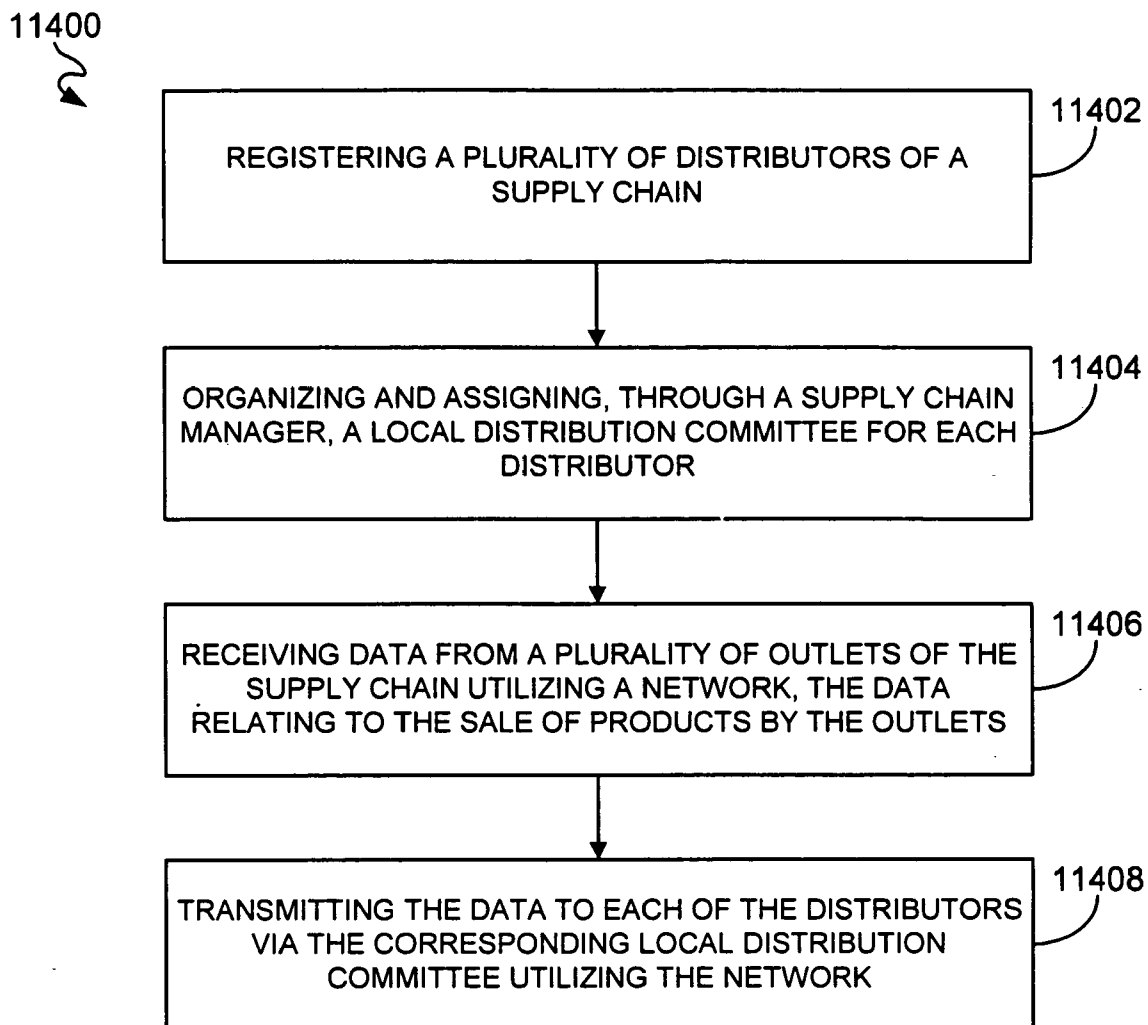 11400
11402
REGISTERING A PLURALITY OF DISTRIBUTORS OF A
SUPPLY CHAIN
11404
ORGANIZING AND ASSIGNING, THROUGH A SUPPLY CHAIN
MANAGER, A LOCAL DISTRIBUTION COMMITTEE FOR EACH
DISTRIBUTOR
11406
RECEIVING DATA FROM A PLURALITY OF OUTLETS OF THE
SUPPLY CHAIN UTILIZING A NETWORK, THE DATA
RELATING TO THE SALE OF PRODUCTS BY THE OUTLETS
11408
TRANSMITTING THE DATA TO EACH OF THE DISTRIBUTORS
VIA THE CORRESPONDING LOCAL DISTRIBUTION
COMMITTEE UTILIZING THE NETWORK